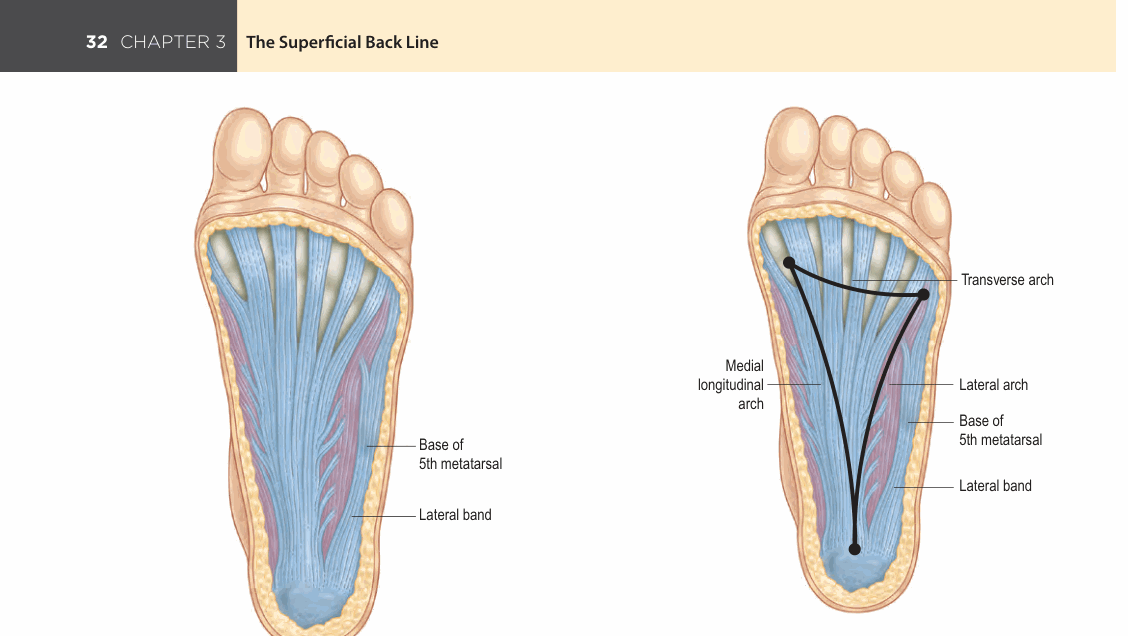 32 CHAPTER 3 The Superficial Back Line
Base of
5th metatarsal
Lateral band
Transverse arch
Medial
longitudinal
arch
Lateral arch
Base of
5th metatarsal
Lateral band